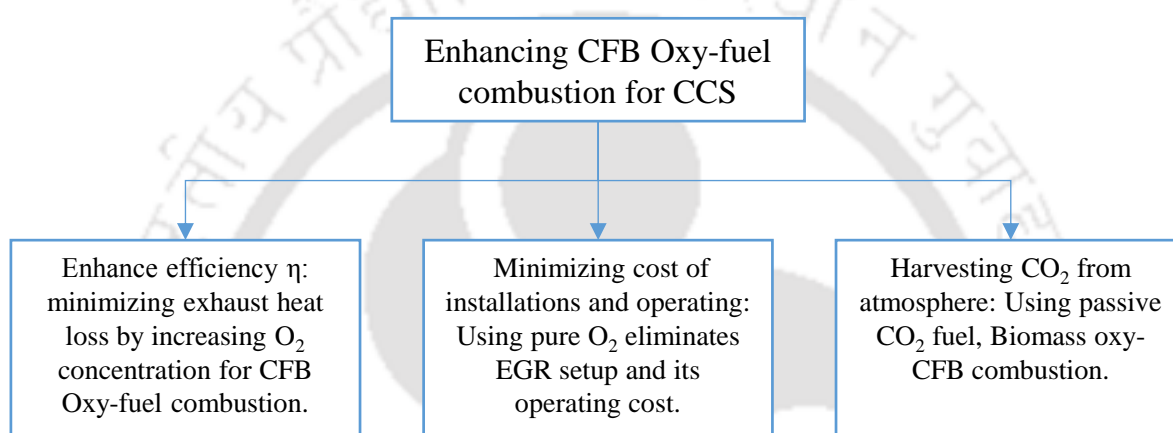 Enhancing CFB Oxy-fuel
combustion for CCS
Enhance efficiency η:
minimizing exhaust heat
loss by increasing O₂
concentration for CFB
Oxy-fuel combustion.
Minimizing cost of
installations and operating:
Using pure O₂ eliminates
EGR setup and its
operating cost.
Harvesting CO₂ from
atmosphere: Using passive
CO₂ fuel, Biomass oxy-
CFB combustion.